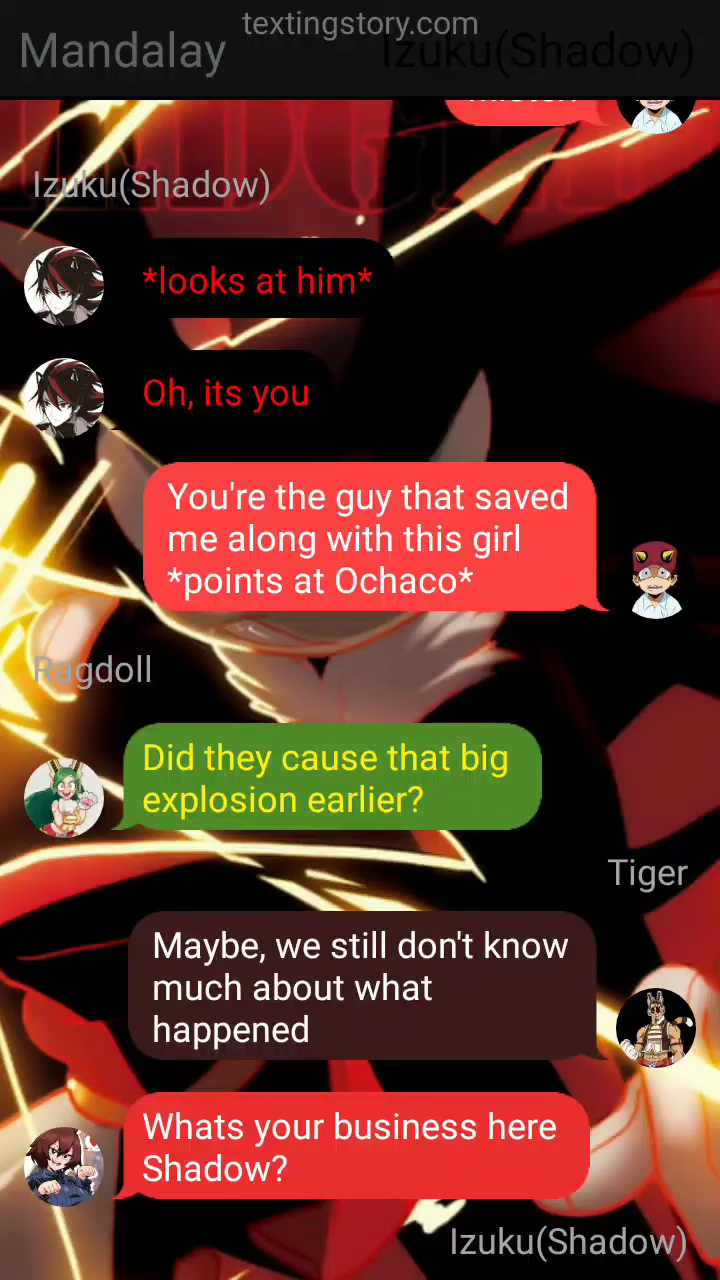 textingstory.com
Mandalay
Izuku(Shadow)
Izuku(Shadow)
*looks at him*
Oh, its you
You're the guy that saved
me along with this girl
*points at Ochaco*
Ragdoll
Did they cause that big
explosion earlier?
Tiger
Maybe, we still don't know
much about what
happened
Whats your business here
Shadow?
Izuku(Shadow)